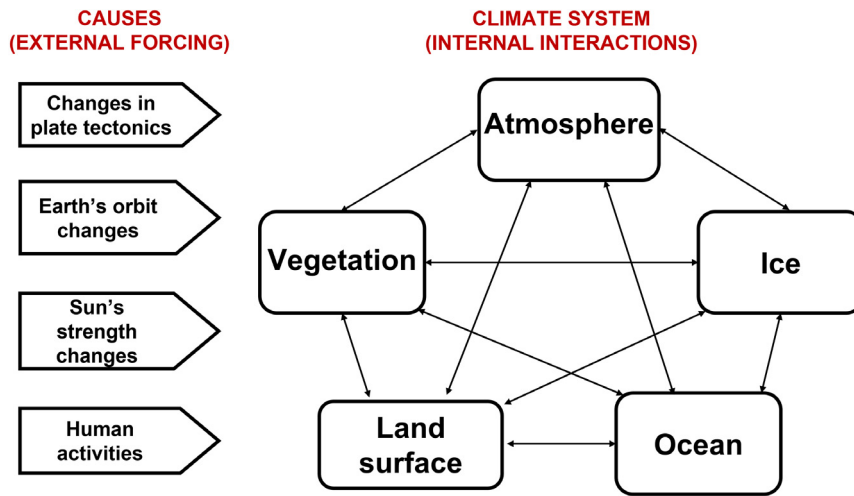 CAUSES
(EXTERNAL FORCING)
Changes in
plate tectonics
Earth's orbit
changes
Sun's
strength
changes
Human
activities
CLIMATE SYSTEM
(INTERNAL INTERACTIONS)
Atmosphere
Vegetation
Ice
Land
surface
Ocean